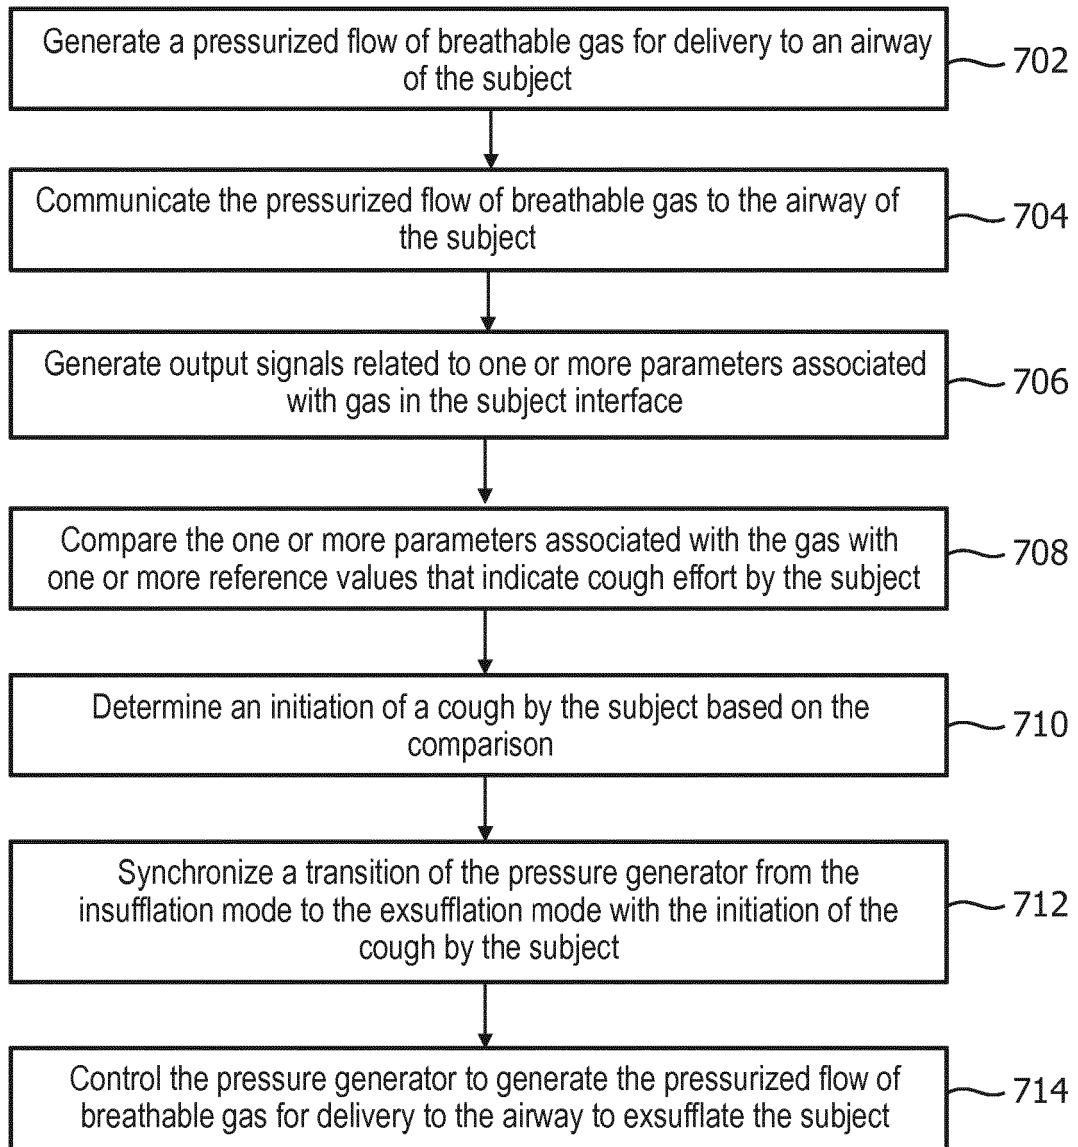 Generate a pressurized flow of breathable gas for delivery to an airway
of the subject
702
Communicate the pressurized flow of breathable gas to the airway of
the subject
704
Generate output signals related to one or more parameters associated
with gas in the subject interface
706
Compare the one or more parameters associated with the gas with
one or more reference values that indicate cough effort by the subject
708
Determine an initiation of a cough by the subject based on the
comparison
710
Synchronize a transition of the pressure generator from the
insufflation mode to the exsufflation mode with the initiation of the
cough by the subject
712
Control the pressure generator to generate the pressurized flow of
breathable gas for delivery to the airway to exsufflate the subject
714